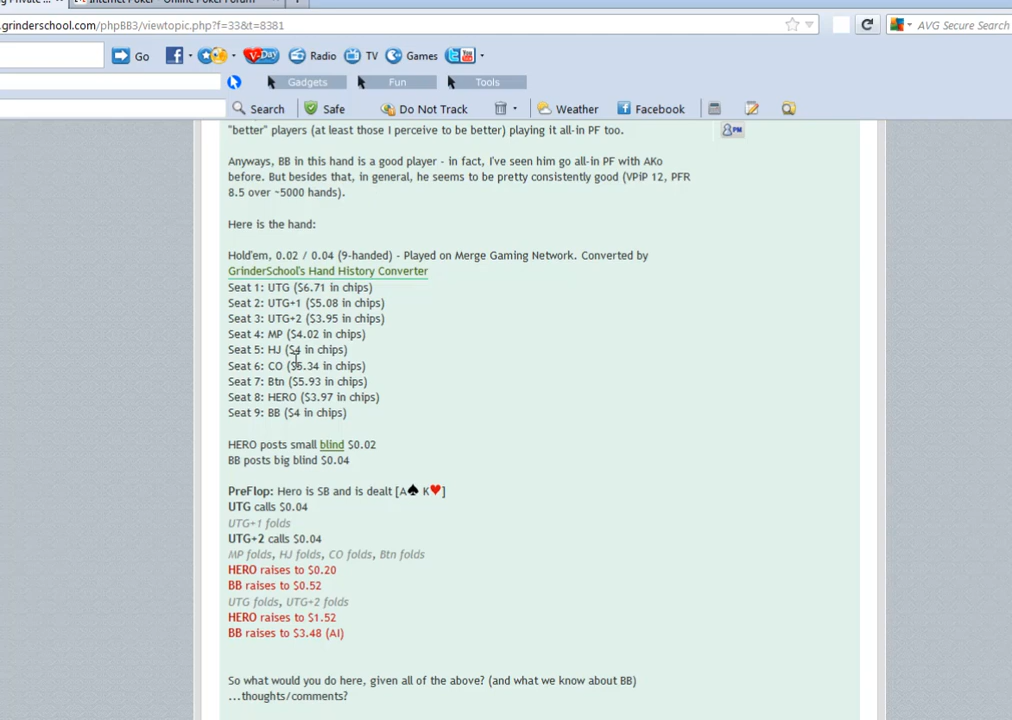 grinderschool.com/phpBB3/viewtopic.php?f=33&t=8381
AVG Secure Search
Go
V-Day
Radio
TV
Games
You Tube
Gadgets
Fun
Tools
Search
Safe
Do Not Track
Weather
Facebook
"better" players (at least those I perceive to be better) playing it all-in PF too.
PM
Anyways, BB in this hand is a good player - in fact, I've seen him go all-in PF with AKo
before. But besides that, in general, he seems to be pretty consistently good (VPiP 12, PFR
8.5 over ~5000 hands).
Here is the hand:
Hold'em, 0.02 / 0.04 (9-handed) - Played on Merge Gaming Network. Converted by
GrinderSchool's Hand History Converter
Seat 1: UTG ($6.71 in chips)
Seat 2: UTG+1 ($5.08 in chips)
Seat 3: UTG+2 ($3.95 in chips)
Seat 4: MP ($4.02 in chips)
Seat 5: HJ ($4 in chips)
Seat 6: CO ($5.34 in chips)
Seat 7: Btn ($5.93 in chips)
Seat 8: HERO ($3.97 in chips)
Seat 9: BB ($4 in chips)
HERO posts small blind $0.02
BB posts big blind $0.04
PreFlop: Hero is SB and is dealt [A♠ K♥]
UTG calls $0.04
UTG+1 folds
UTG+2 calls $0.04
MP folds, HJ folds, CO folds, Btn folds
HERO raises to $0.20
BB raises to $0.52
UTG folds, UTG+2 folds
HERO raises to $1.52
BB raises to $3.48 (AI)
So what would you do here, given all of the above? (and what we know about BB)
...thoughts/comments?